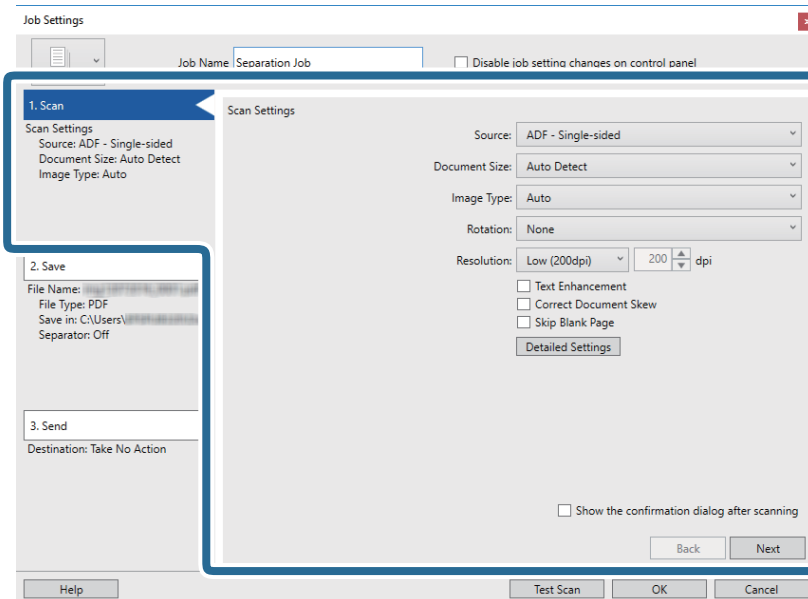 Job Settings
Job Name Separation Job
Disable job setting changes on control panel
1. Scan
Scan Settings
Source: ADF - Single-sided
Document Size: Auto Detect
Image Type: Auto
2. Save
File Name:
File Type: PDF
Save in: C:\Users\
Separator: Off
3. Send
Destination: Take No Action
Scan Settings
Source: ADF - Single-sided
Document Size: Auto Detect
Image Type: Auto
Rotation: None
Resolution: Low (200dpi) 200 dpi
Text Enhancement
Correct Document Skew
Skip Blank Page
Detailed Settings
Show the confirmation dialog after scanning
Back Next
Help Test Scan OK Cancel